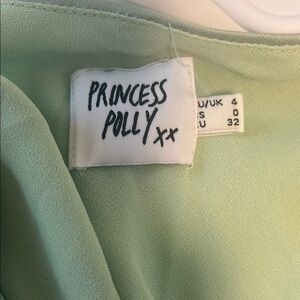 PRINCESS
POLLY xx
U/UK 4
S 0
U 32